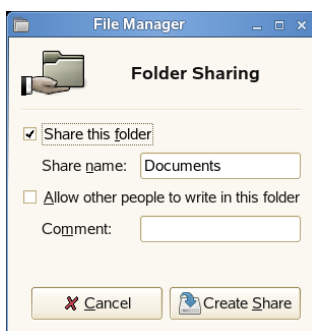 File Manager
Folder Sharing
Share this folder
Share name: Documents
Allow other people to write in this folder
Comment:
Cancel Create Share